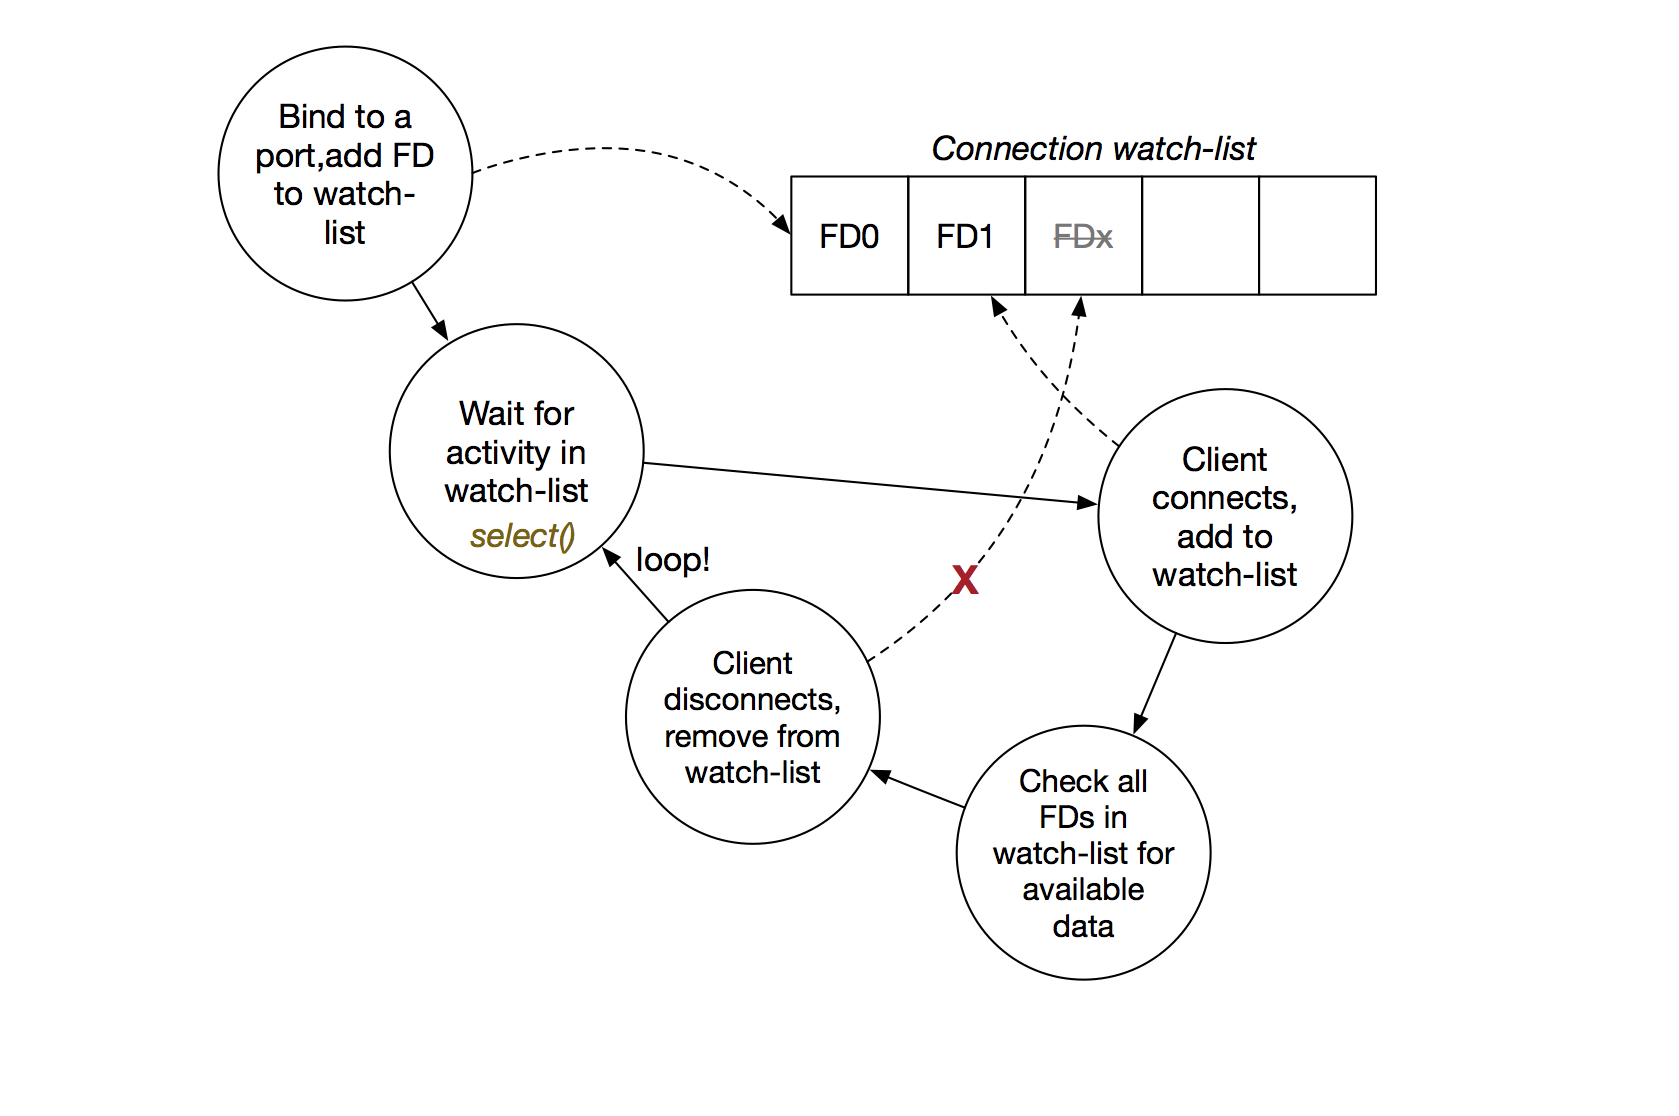 Bind to a
port,add FD
to watch-
list
Connection watch-list
FD0 FD1 FDx
Wait for
activity in
watch-list
select()
loop!
X
Client
connects,
add to
watch-list
Client
disconnects,
remove from
watch-list
Check all
FDs in
watch-list for
available
data